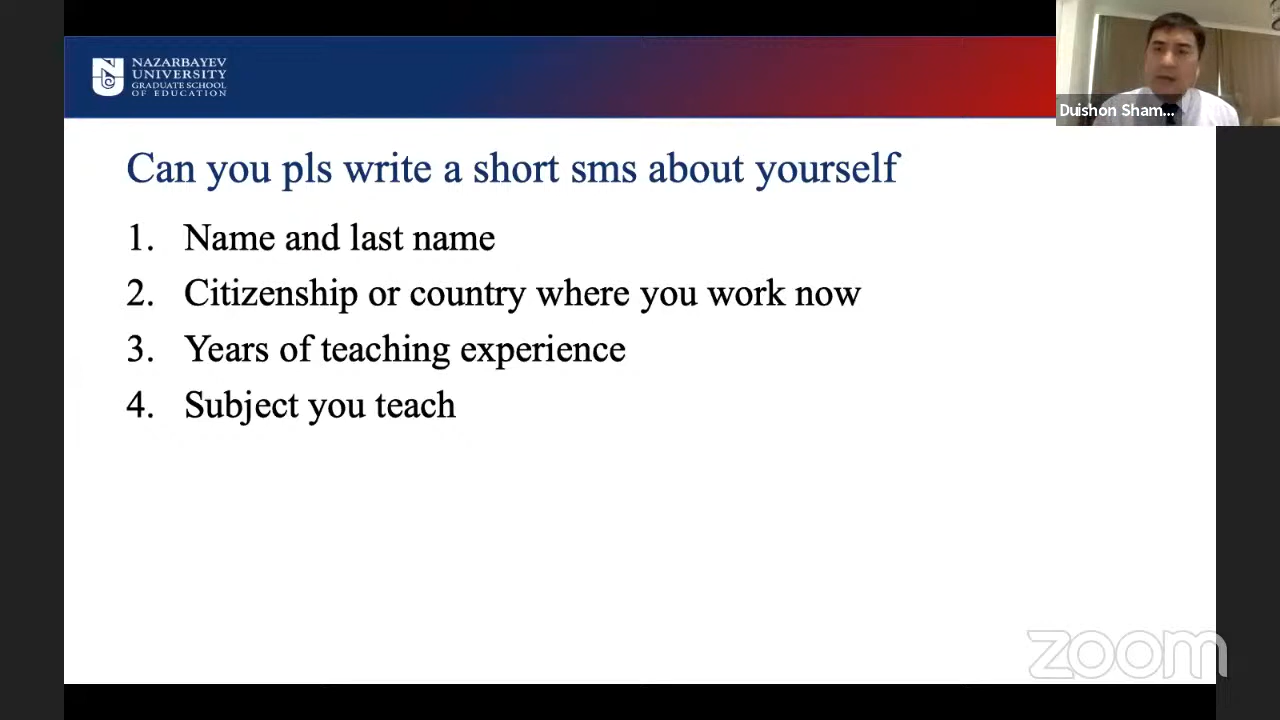 NAZARBAYEV
UNIVERSITY
GRADUATE SCHOOL
OF EDUCATION
Duishon Sham...
Can you pls write a short sms about yourself
1. Name and last name
2. Citizenship or country where you work now
3. Years of teaching experience
4. Subject you teach
zoom